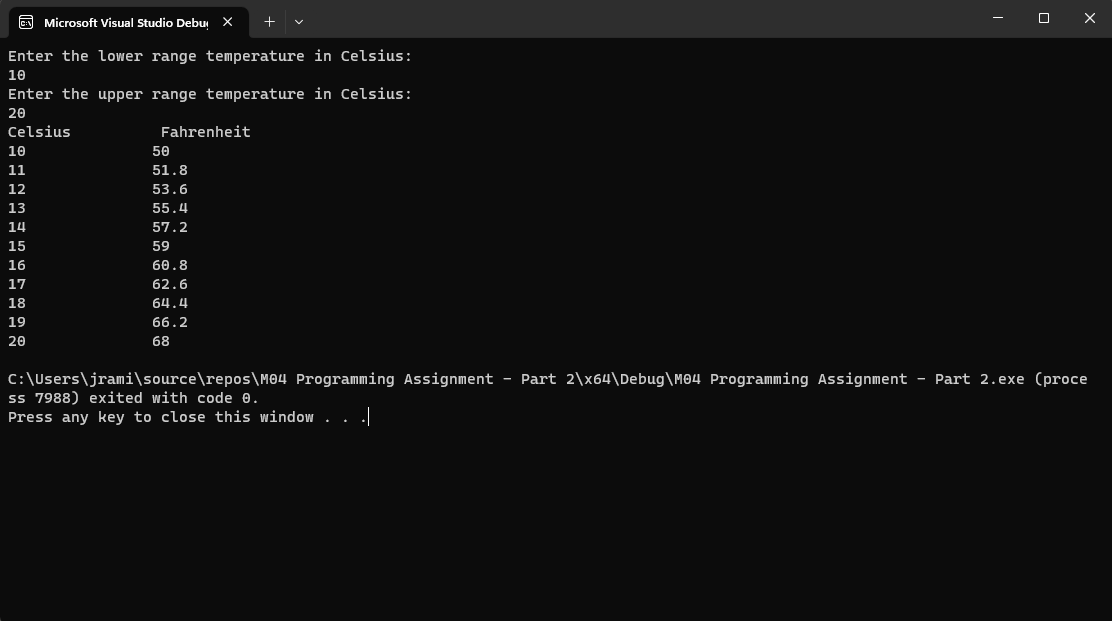 Microsoft Visual Studio Debug
Enter the lower range temperature in Celsius:
10
Enter the upper range temperature in Celsius:
20
Celsius          Fahrenheit
10              50
11              51.8
12              53.6
13              55.4
14              57.2
15              59
16              60.8
17              62.6
18              64.4
19              66.2
20              68
C:\Users\jrami\source\repos\M04 Programming Assignment - Part 2\x64\Debug\M04 Programming Assignment - Part 2.exe (proce
ss 7988) exited with code 0.
Press any key to close this window . . .